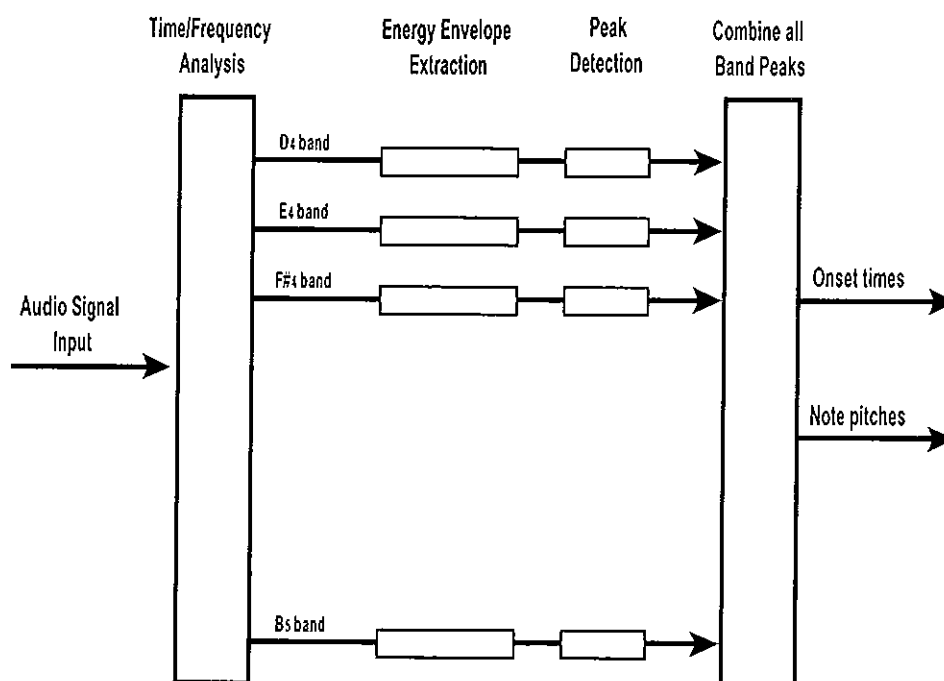 Time/Frequency
Analysis
Energy Envelope
Extraction
Peak
Detection
Combine all
Band Peaks
D4 band
E4 band
F#4 band
Audio Signal
Input
Onset times
Note pitches
B5 band